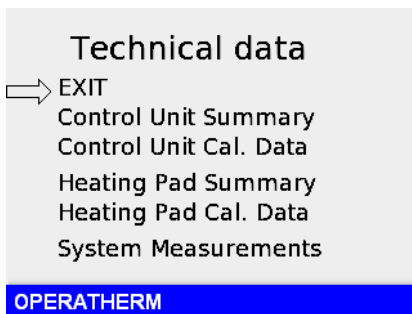 Technical data
EXIT
Control Unit Summary
Control Unit Cal. Data
Heating Pad Summary
Heating Pad Cal. Data
System Measurements
OPERATHERM